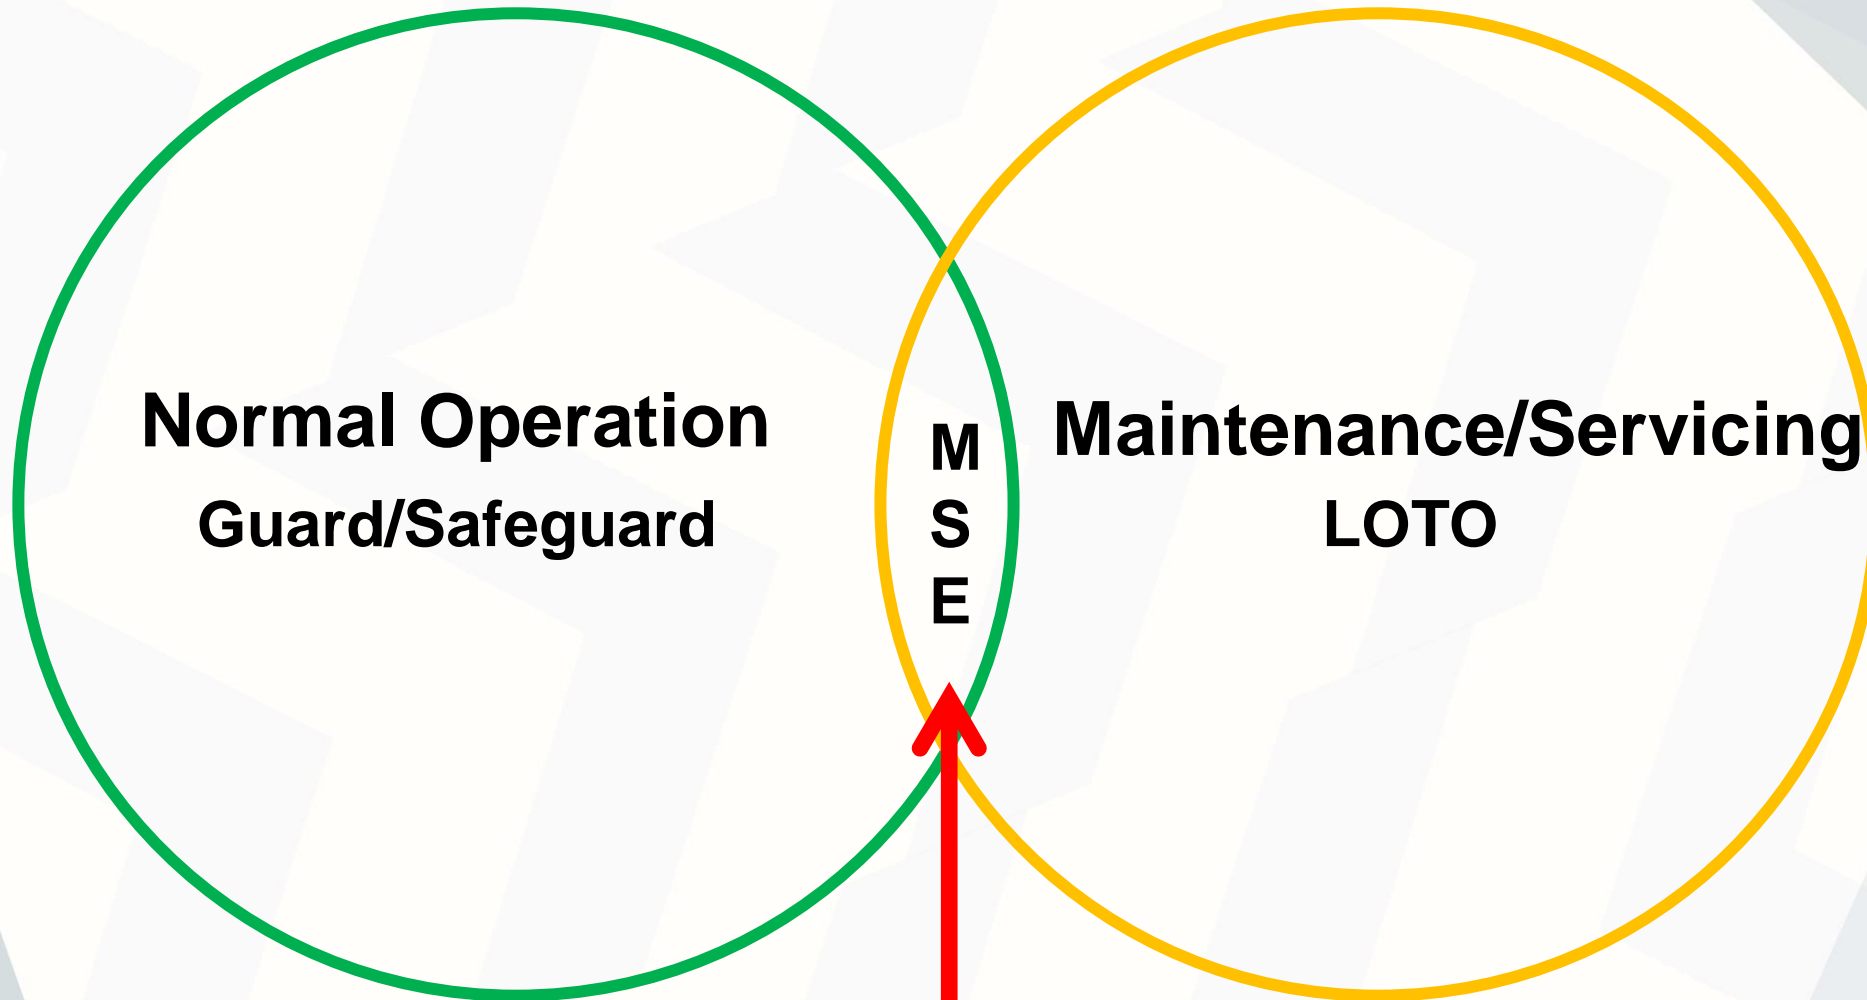 Normal Operation
Guard/Safeguard
M
S
E
Maintenance/Servicing
LOTO